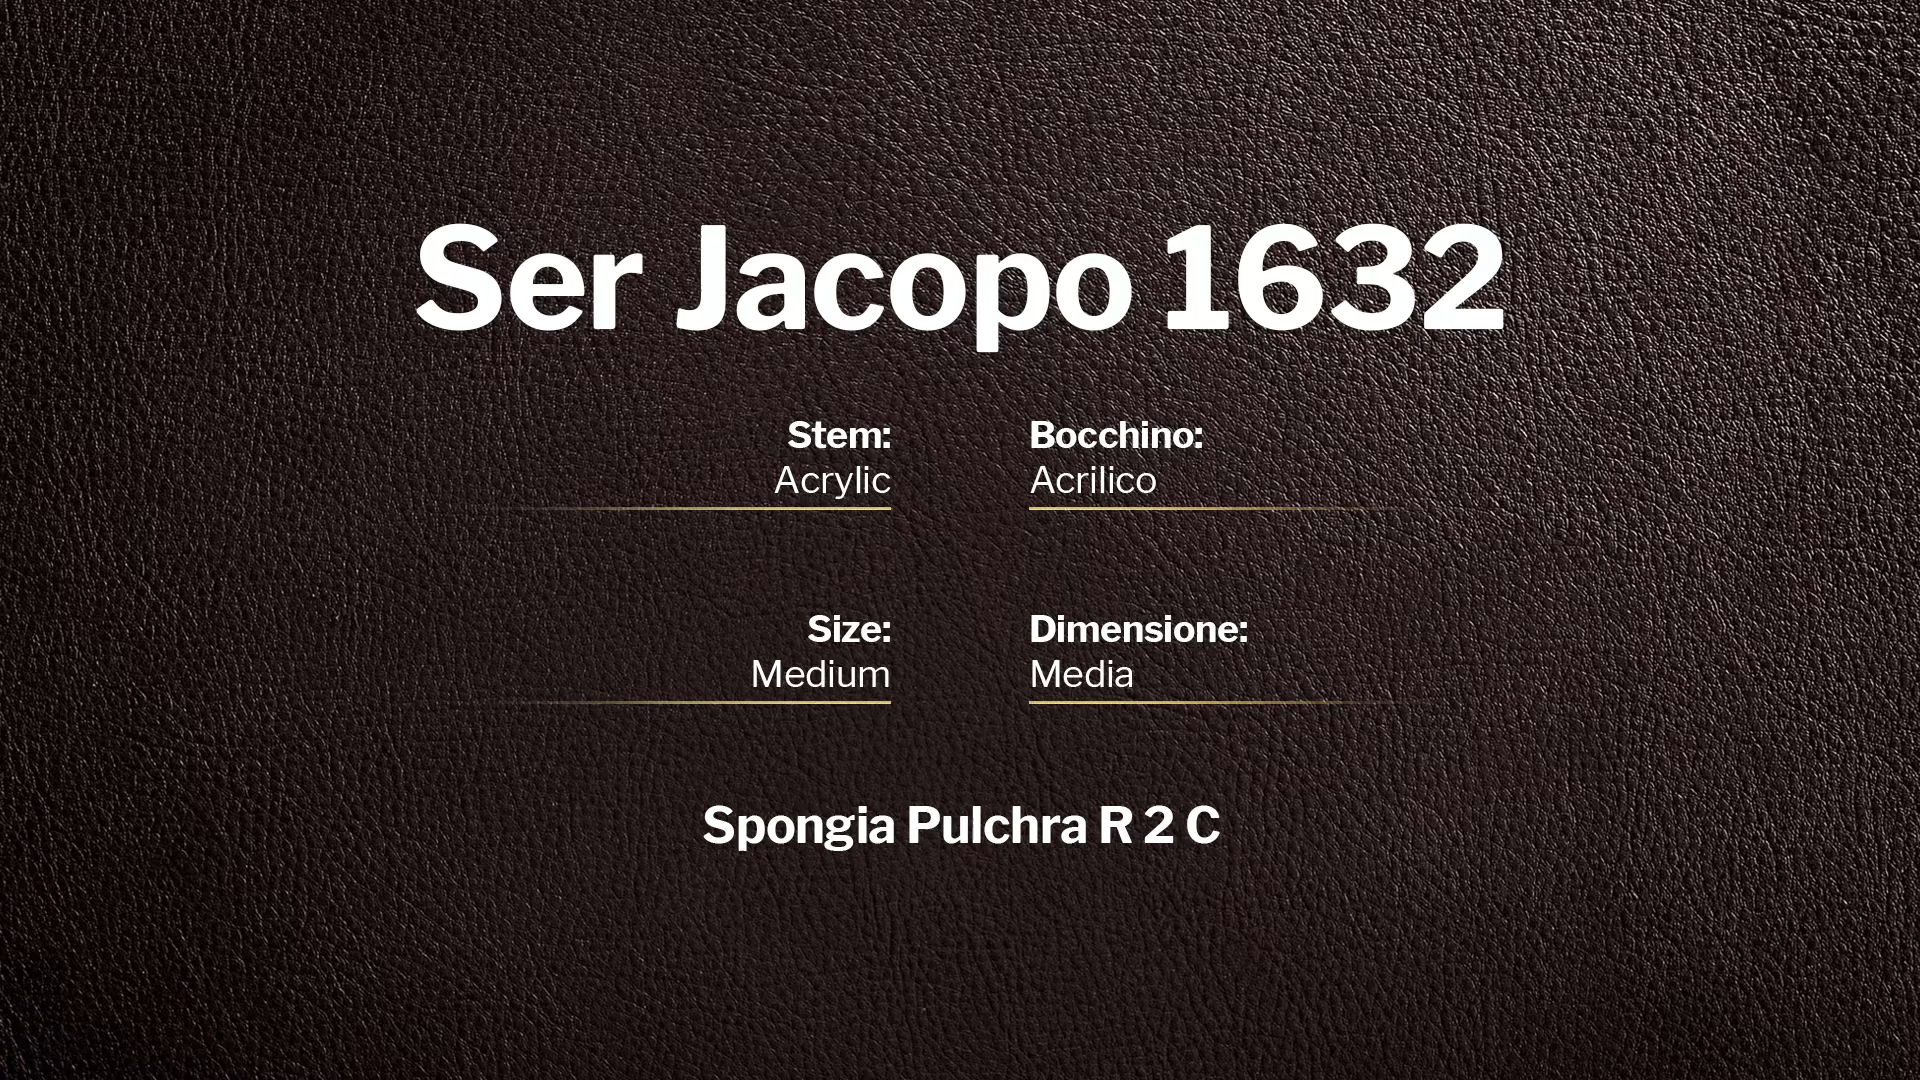 Ser Jacopo 1632
Stem:
Acrylic
Bocchino:
Acrilico
Size:
Medium
Dimensione:
Media
Spongia Pulchra R 2 C